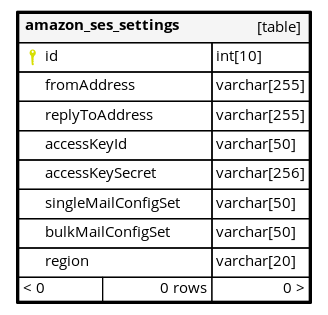 amazon_ses_settings [table]
id int[10]
fromAddress varchar[255]
replyToAddress varchar[255]
accessKeyId varchar[50]
accessKeySecret varchar[256]
singleMailConfigSet varchar[50]
bulkMailConfigSet varchar[50]
region varchar[20]
< 0 0 rows 0 >